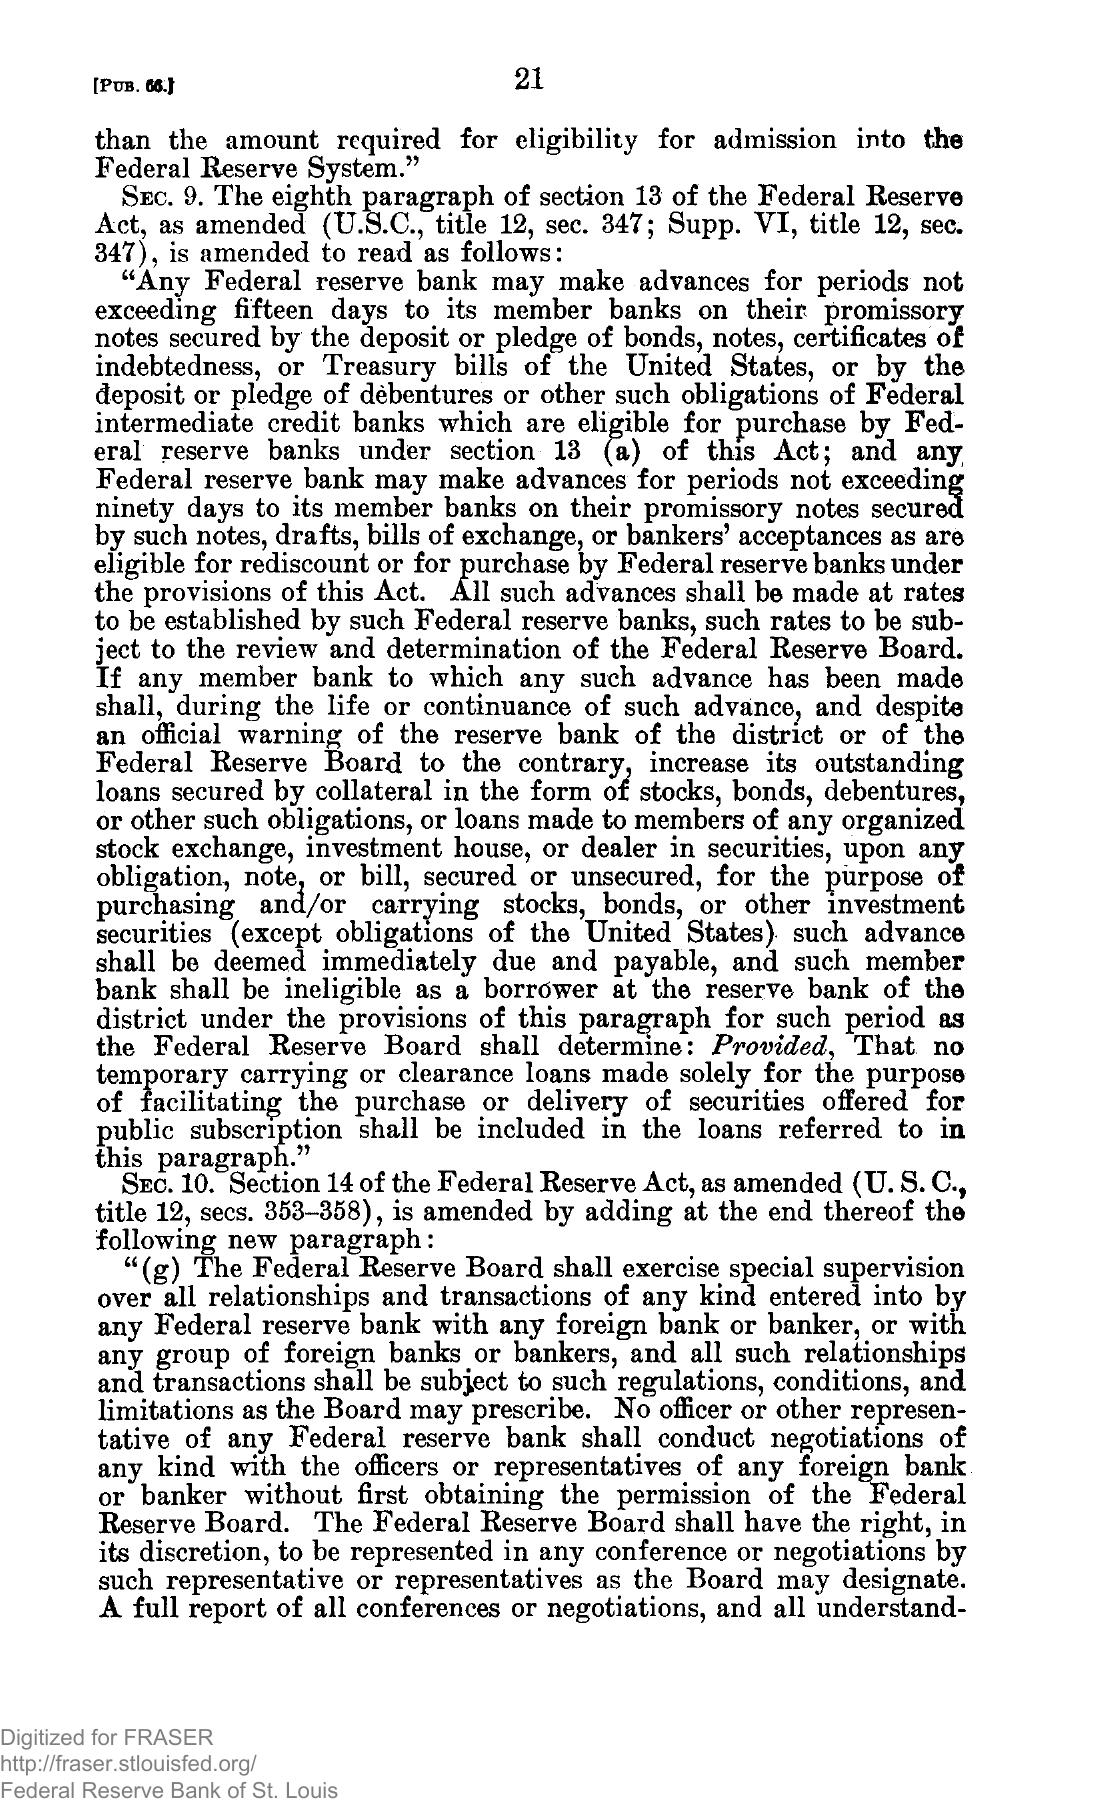 [PUB. 66.]
21
than the amount required for eligibility for admission into the
Federal Reserve System.”
SEC. 9. The eighth paragraph of section 13 of the Federal Reserve
Act, as amended (U.S.C., title 12, sec. 347; Supp. VI, title 12, sec.
347), is amended to read as follows:
“Any Federal reserve bank may make advances for periods not
exceeding fifteen days to its member banks on their promissory
notes secured by the deposit or pledge of bonds, notes, certificates of
indebtedness, or Treasury bills of the United States, or by the
deposit or pledge of debentures or other such obligations of Federal
intermediate credit banks which are eligible for purchase by Fed-
eral reserve banks under section 13 (a) of this Act; and any
Federal reserve bank may make advances for periods not exceeding
ninety days to its member banks on their promissory notes secured
by such notes, drafts, bills of exchange, or bankers’ acceptances as are
eligible for rediscount or for purchase by Federal reserve banks under
the provisions of this Act. All such advances shall be made at rates
to be established by such Federal reserve banks, such rates to be sub-
ject to the review and determination of the Federal Reserve Board.
If any member bank to which any such advance has been made
shall, during the life or continuance of such advance, and despite
an official warning of the reserve bank of the district or of the
Federal Reserve Board to the contrary, increase its outstanding
loans secured by collateral in the form of stocks, bonds, debentures,
or other such obligations, or loans made to members of any organized
stock exchange, investment house, or dealer in securities, upon any
obligation, note, or bill, secured or unsecured, for the purpose of
purchasing and/or carrying stocks, bonds, or other investment
securities (except obligations of the United States) such advance
shall be deemed immediately due and payable, and such member
bank shall be ineligible as a borrower at the reserve bank of the
district under the provisions of this paragraph for such period as
the Federal Reserve Board shall determine: Provided, That no
temporary carrying or clearance loans made solely for the purpose
of facilitating the purchase or delivery of securities offered for
public subscription shall be included in the loans referred to in
this paragraph.”
SEC. 10. Section 14 of the Federal Reserve Act, as amended (U. S. C.,
title 12, secs. 353–358), is amended by adding at the end thereof the
following new paragraph:
“(g) The Federal Reserve Board shall exercise special supervision
over all relationships and transactions of any kind entered into by
any Federal reserve bank with any foreign bank or banker, or with
any group of foreign banks or bankers, and all such relationships
and transactions shall be subject to such regulations, conditions, and
limitations as the Board may prescribe. No officer or other represen-
tative of any Federal reserve bank shall conduct negotiations of
any kind with the officers or representatives of any foreign bank
or banker without first obtaining the permission of the Federal
Reserve Board. The Federal Reserve Board shall have the right, in
its discretion, to be represented in any conference or negotiations by
such representative or representatives as the Board may designate.
A full report of all conferences or negotiations, and all understand-
Digitized for FRASER
http://fraser.stlouisfed.org/
Federal Reserve Bank of St. Louis